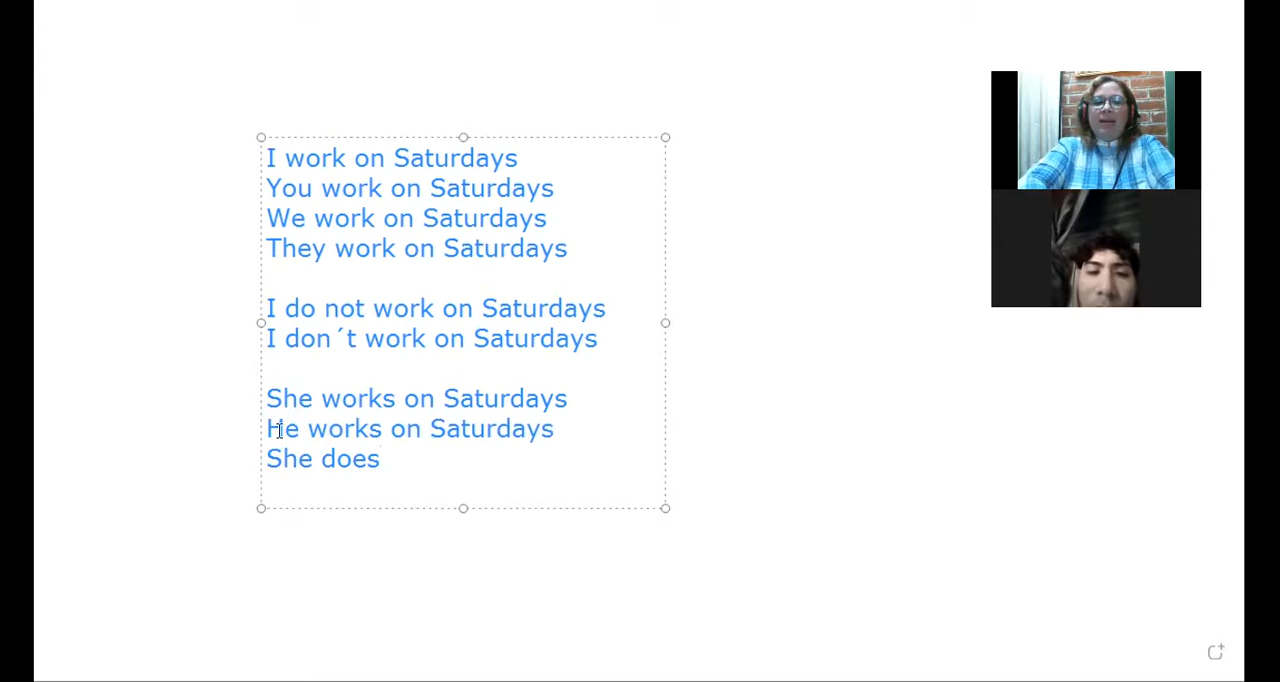 I work on Saturdays
You work on Saturdays
We work on Saturdays
They work on Saturdays
I do not work on Saturdays
I don´t work on Saturdays
She works on Saturdays
He works on Saturdays
She does